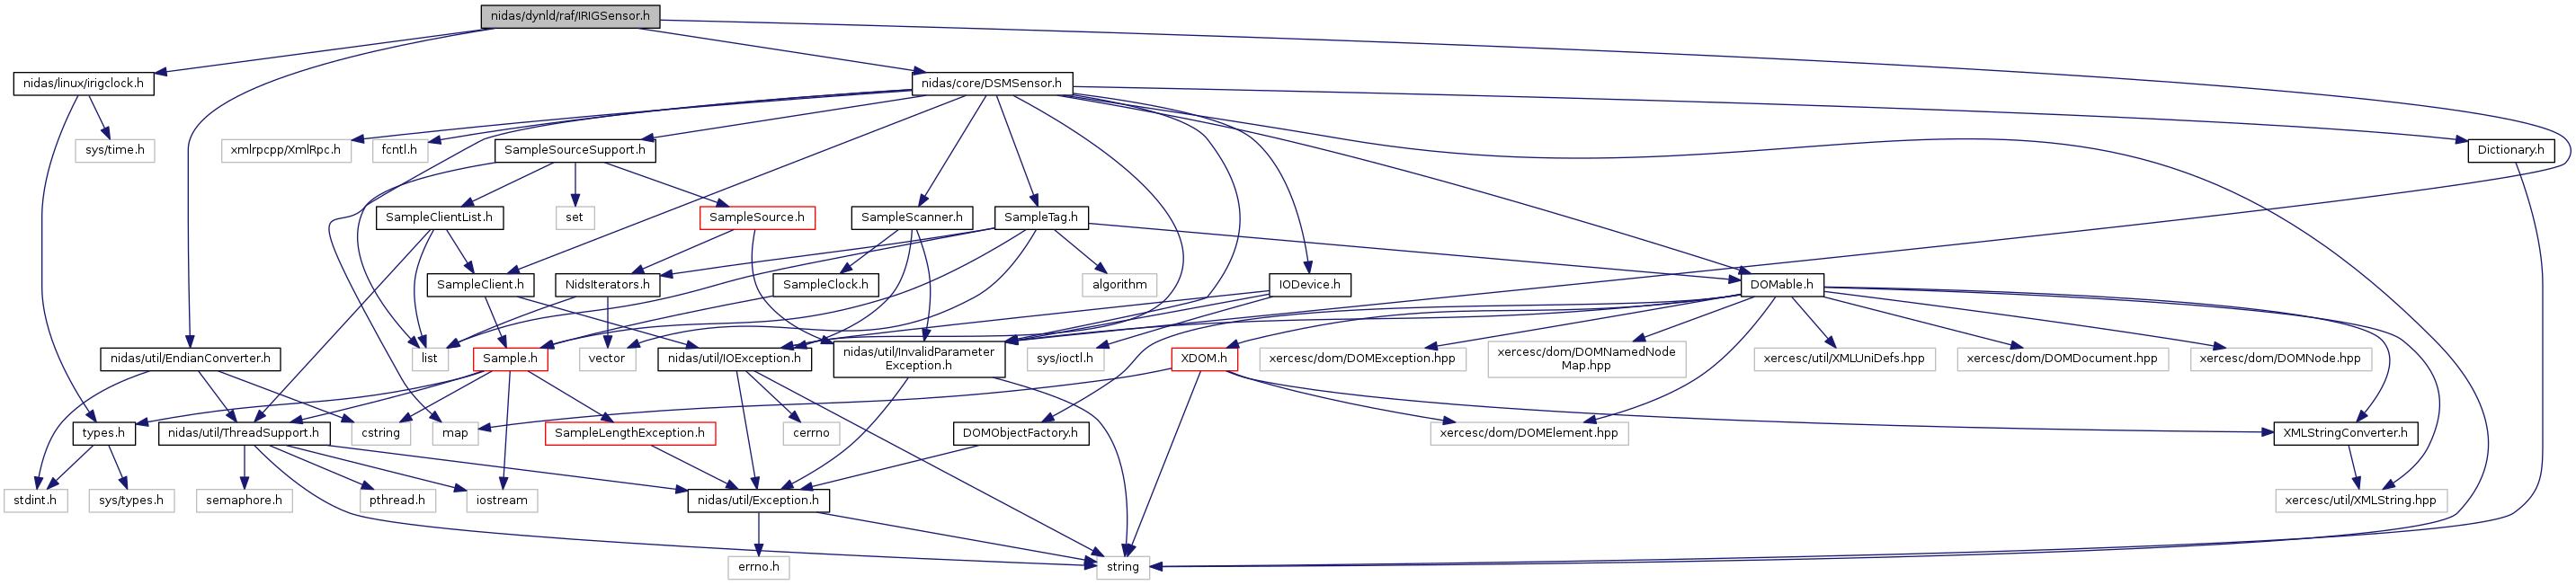 nidas/dynld/raf/IRIGSensor.h
nidas/linux/irigclock.h
nidas/core/DSMSensor.h
sys/time.h
xmlrpcpp/XmlRpc.h
fcntl.h
SampleSourceSupport.h
Dictionary.h
SampleClientList.h
set
SampleSource.h
SampleScanner.h
SampleTag.h
SampleClient.h
NidsIterators.h
SampleClock.h
algorithm
IODevice.h
DOMable.h
nidas/util/EndianConverter.h
list
Sample.h
vector
nidas/util/IOException.h
nidas/util/InvalidParameter
Exception.h
sys/ioctl.h
XDOM.h
xercesc/dom/DOMException.hpp
xercesc/dom/DOMNamedNode
Map.hpp
xercesc/util/XMLUniDefs.hpp
xercesc/dom/DOMDocument.hpp
xercesc/dom/DOMNode.hpp
types.h
nidas/util/ThreadSupport.h
cstring
map
SampleLengthException.h
cerrno
DOMObjectFactory.h
xercesc/dom/DOMElement.hpp
XMLStringConverter.h
stdint.h
sys/types.h
semaphore.h
pthread.h
iostream
nidas/util/Exception.h
xercesc/util/XMLString.hpp
errno.h
string